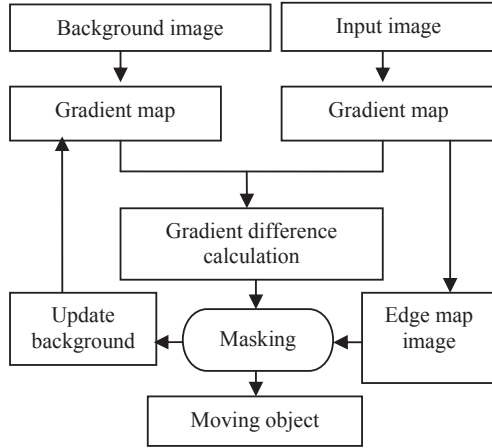 Background image
Input image
Gradient map
Gradient map
Gradient difference
calculation
Update
background
Masking
Edge map
image
Moving object